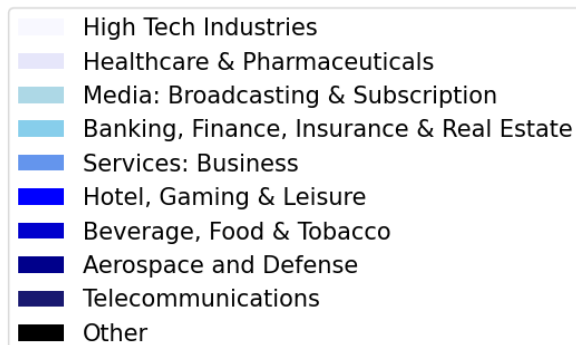 High Tech Industries
Healthcare & Pharmaceuticals
Media: Broadcasting & Subscription
Banking, Finance, Insurance & Real Estate
Services: Business
Hotel, Gaming & Leisure
Beverage, Food & Tobacco
Aerospace and Defense
Telecommunications
Other